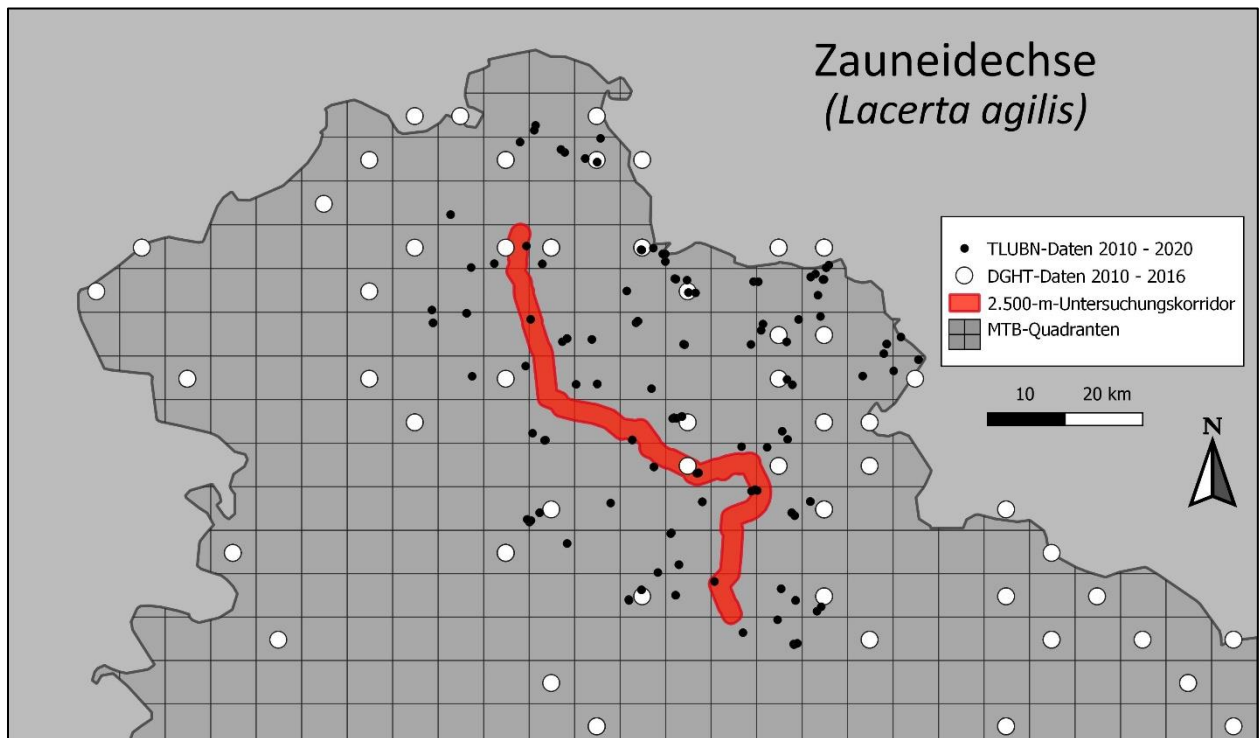 Zauneidechse
(Lacerta agilis)
TLUBN-Daten 2010 - 2020
DGHT-Daten 2010 - 2016
2.500-m-Untersuchungskorridor
MTB-Quadranten
10 20 km
N